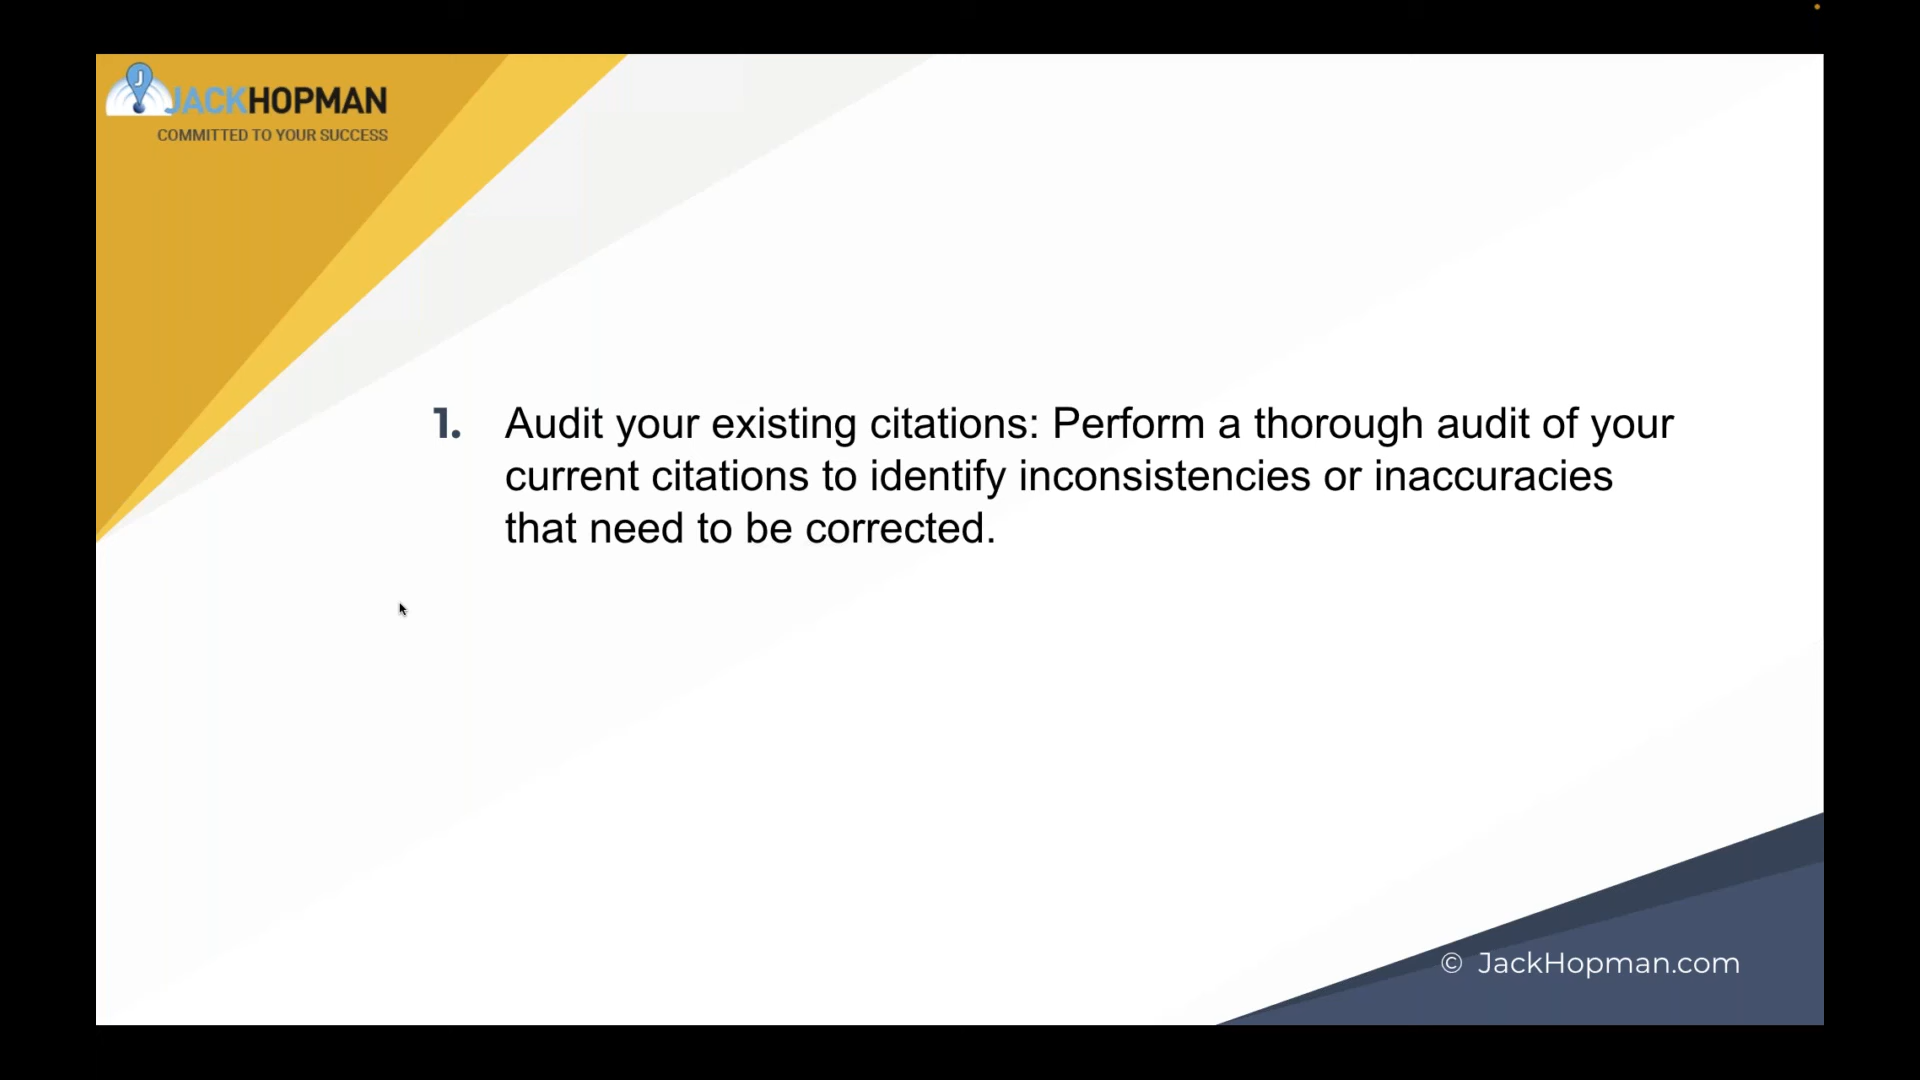 J
JACKHOPMAN
COMMITTED TO YOUR SUCCESS
1. Audit your existing citations: Perform a thorough audit of your
current citations to identify inconsistencies or inaccuracies
that need to be corrected.
© JackHopman.com